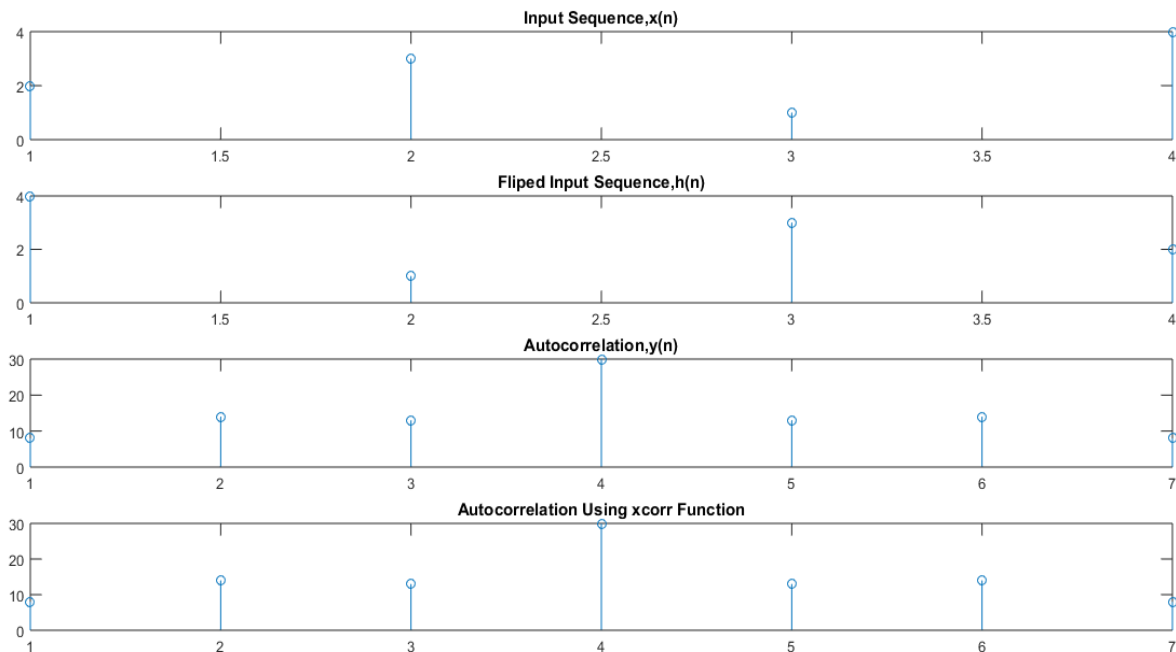 Input Sequence,x(n)
4
2
0
1 1.5 2 2.5 3 3.5 4
Fliped Input Sequence,h(n)
4
2
0
1 1.5 2 2.5 3 3.5 4
Autocorrelation,y(n)
30
20
10
0
1 2 3 4 5 6 7
Autocorrelation Using xcorr Function
30
20
10
0
1 2 3 4 5 6 7